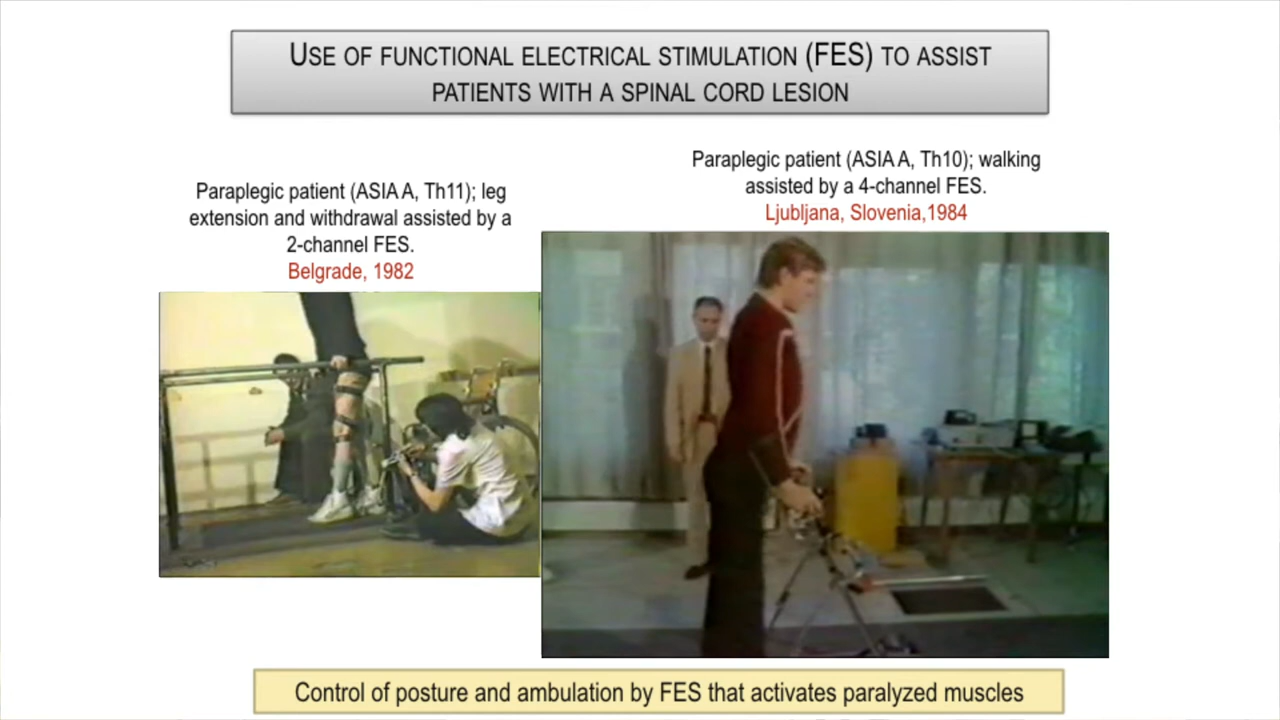 USE OF FUNCTIONAL ELECTRICAL STIMULATION (FES) TO ASSIST
PATIENTS WITH A SPINAL CORD LESION
Paraplegic patient (ASIA A, Th11); leg
extension and withdrawal assisted by a
2-channel FES.
Belgrade, 1982
Paraplegic patient (ASIA A, Th10); walking
assisted by a 4-channel FES.
Ljubljana, Slovenia,1984
Control of posture and ambulation by FES that activates paralyzed muscles